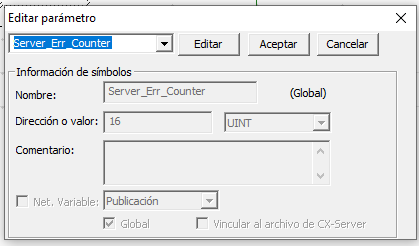 Editar parámetro
Server_Err_Counter Editar Aceptar Cancelar
Información de símbolos
Nombre: Server_Err_Counter (Global)
Dirección o valor: 16 UINT
Comentario:
Net. Variable: Publicación
Global Vincular al archivo de CX-Server